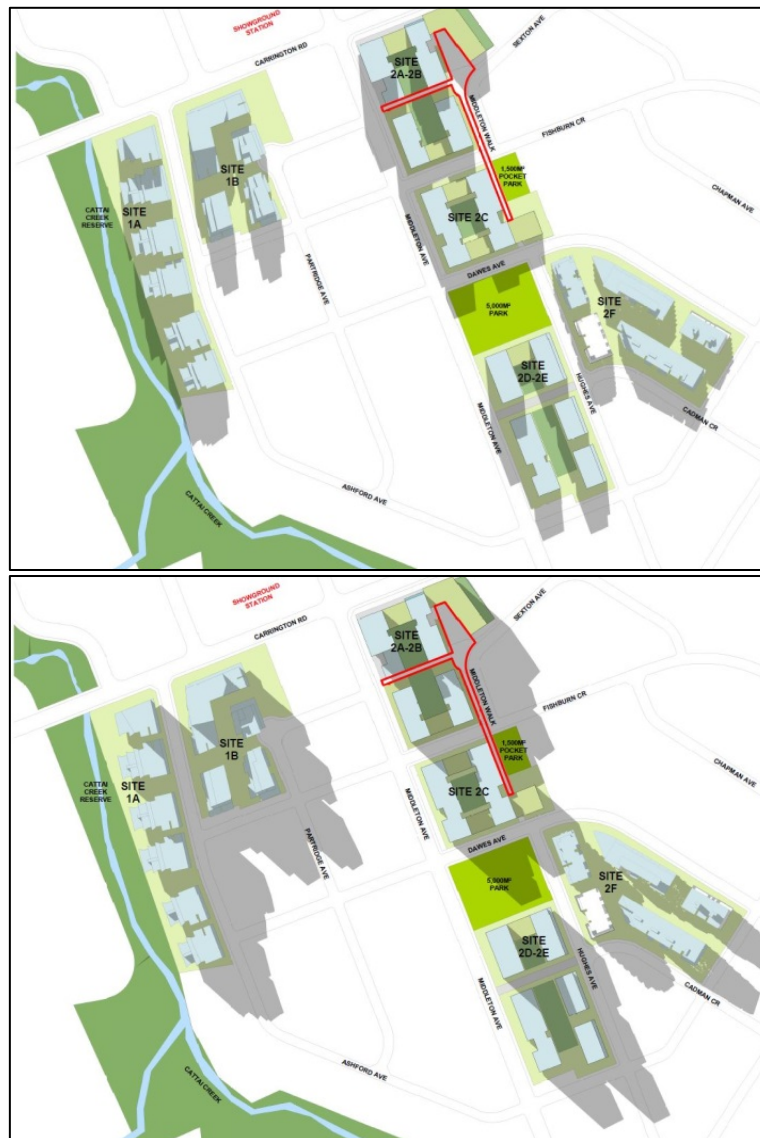 SHOWGROUND
STATION
CARRINGTON RD
SEXTON AVE
SITE
2A-2B
MIDDLETON WALK
FISHBURN CR
SITE
1B
1,500M²
POCKET
PARK
CHAPMAN AVE
CATTAI
CREEK
RESERVE
SITE
1A
SITE 2C
MIDDLETON AVE
DAWES AVE
PARTRIDGE AVE
5,000M²
PARK
SITE
2F
SITE
2D-2E
HUGHES AVE
MIDDLETON AVE
CADMAN CR
ASHFORD AVE
CATTAI CREEK
SHOWGROUND
STATION
CARRINGTON RD
SEXTON AVE
SITE
2A-2B
MIDDLETON WALK
FISHBURN CR
SITE
1B
1,500M²
POCKET
PARK
CHAPMAN AVE
CATTAI
CREEK
RESERVE
SITE
1A
SITE 2C
MIDDLETON AVE
DAWES AVE
PARTRIDGE AVE
5,000M²
PARK
SITE
2F
SITE
2D-2E
HUGHES AVE
MIDDLETON AVE
CADMAN CR
ASHFORD AVE
CATTAI CREEK